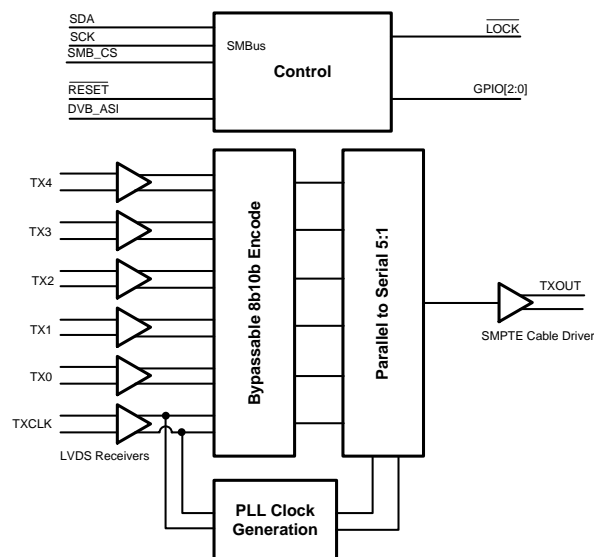 SDA
SCK
SMB_CS
SMBus
Control
RESET
DVB_ASI
LOCK
GPIO[2:0]
TX4
TX3
TX2
TX1
TX0
TXCLK
LVDS Receivers
Bypassable 8b10b Encode
Parallel to Serial 5:1
TXOUT
SMPTE Cable Driver
PLL Clock
Generation